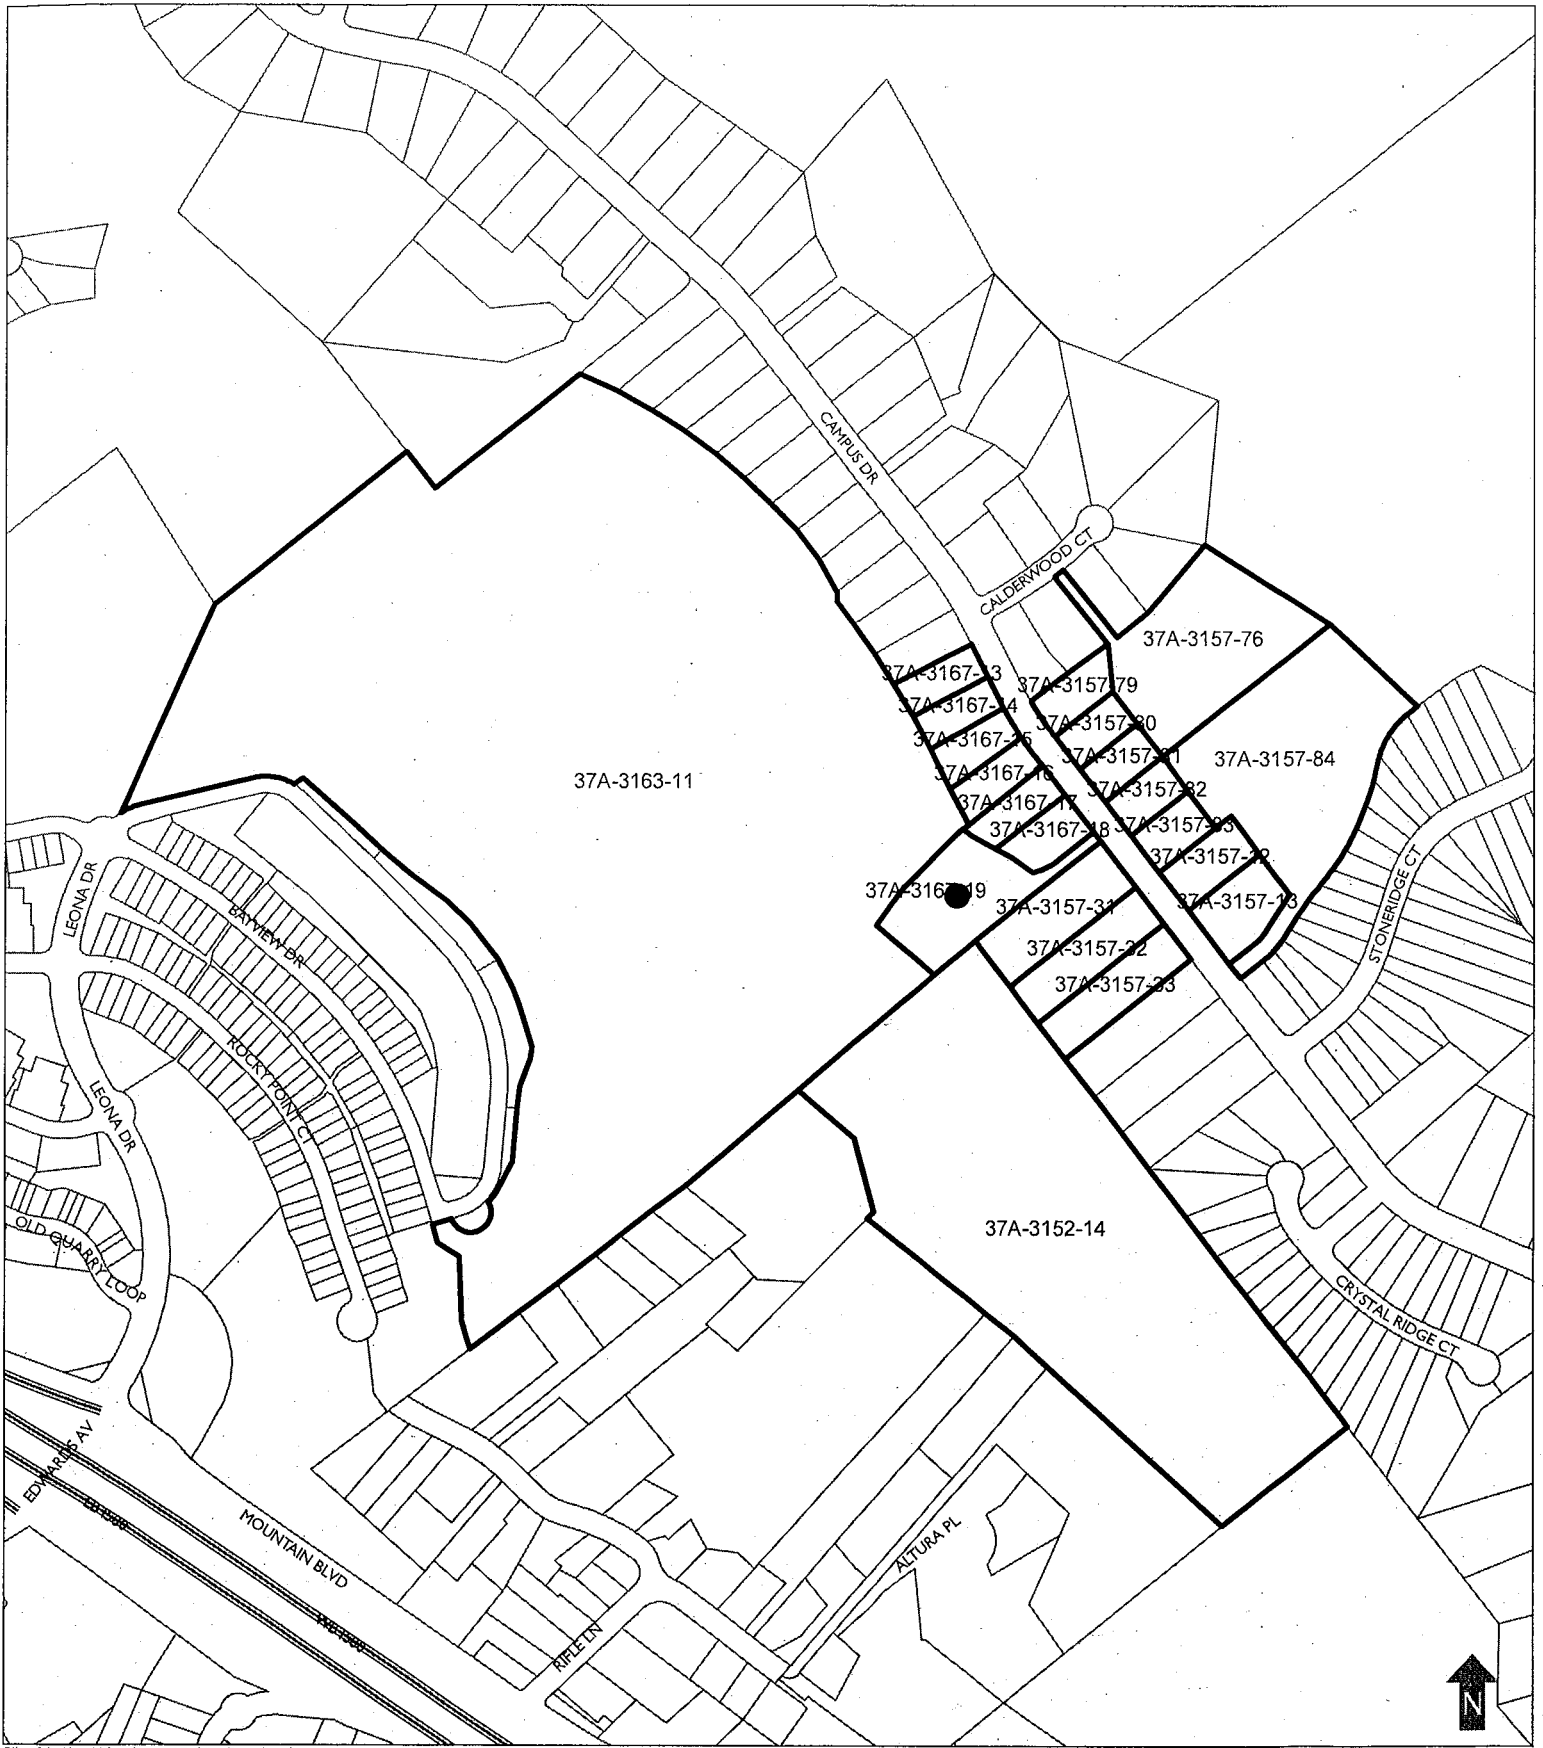 CAMPUS DR
CALDERWOOD CT
37A-3157-76
37A-3167-13
37A-3157-79
37A-3167-14
37A-3157-80
37A-3167-15
37A-3157-81
37A-3157-84
37A-3163-11
37A-3167-16
37A-3157-82
37A-3167-17
37A-3167-18
37A-3157-83
37A-3157-12
37A-3167-19
37A-3157-13
37A-3157-31
STONERIDGE CT
LEONA DR
BAYVIEW DR
37A-3157-32
37A-3157-33
ROCKY POINT CT
LEONA DR
37A-3152-14
OLD QUARRY LOOP
CRYSTAL RIDGE CT
EDWARDS AV
EB I580
MOUNTAIN BLVD
ALTURA PL
WB I580
RIFLE LN
N